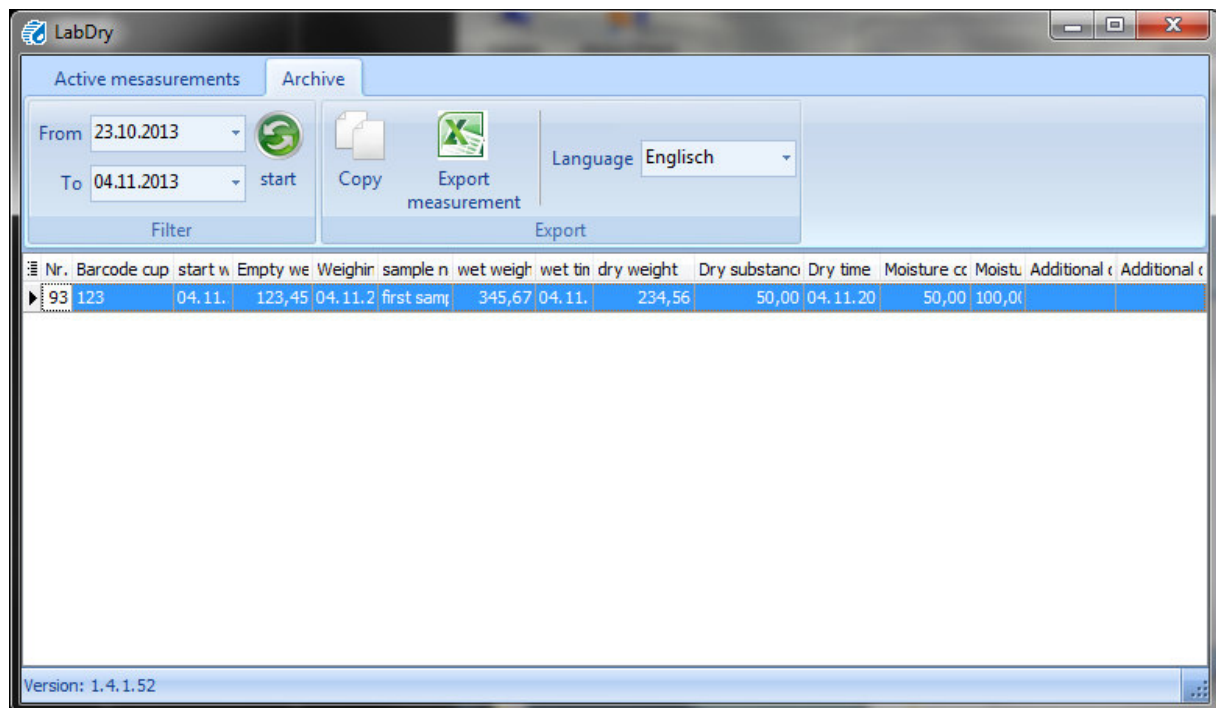 LabDry
Active mesasurements Archive
From 23.10.2013
To 04.11.2013
start
Filter
Copy
Export
measurement
Language Englisch
Export
Nr. Barcode cup start w Empty we Weighin sample n wet weigh wet tim dry weight Dry substanc Dry time Moisture co Moistu Additional Additional
93 123 04.11. 123,45 04.11.2 first samp 345,67 04.11. 234,56 50,00 04.11.20 50,00 100,0
Version: 1.4.1.52